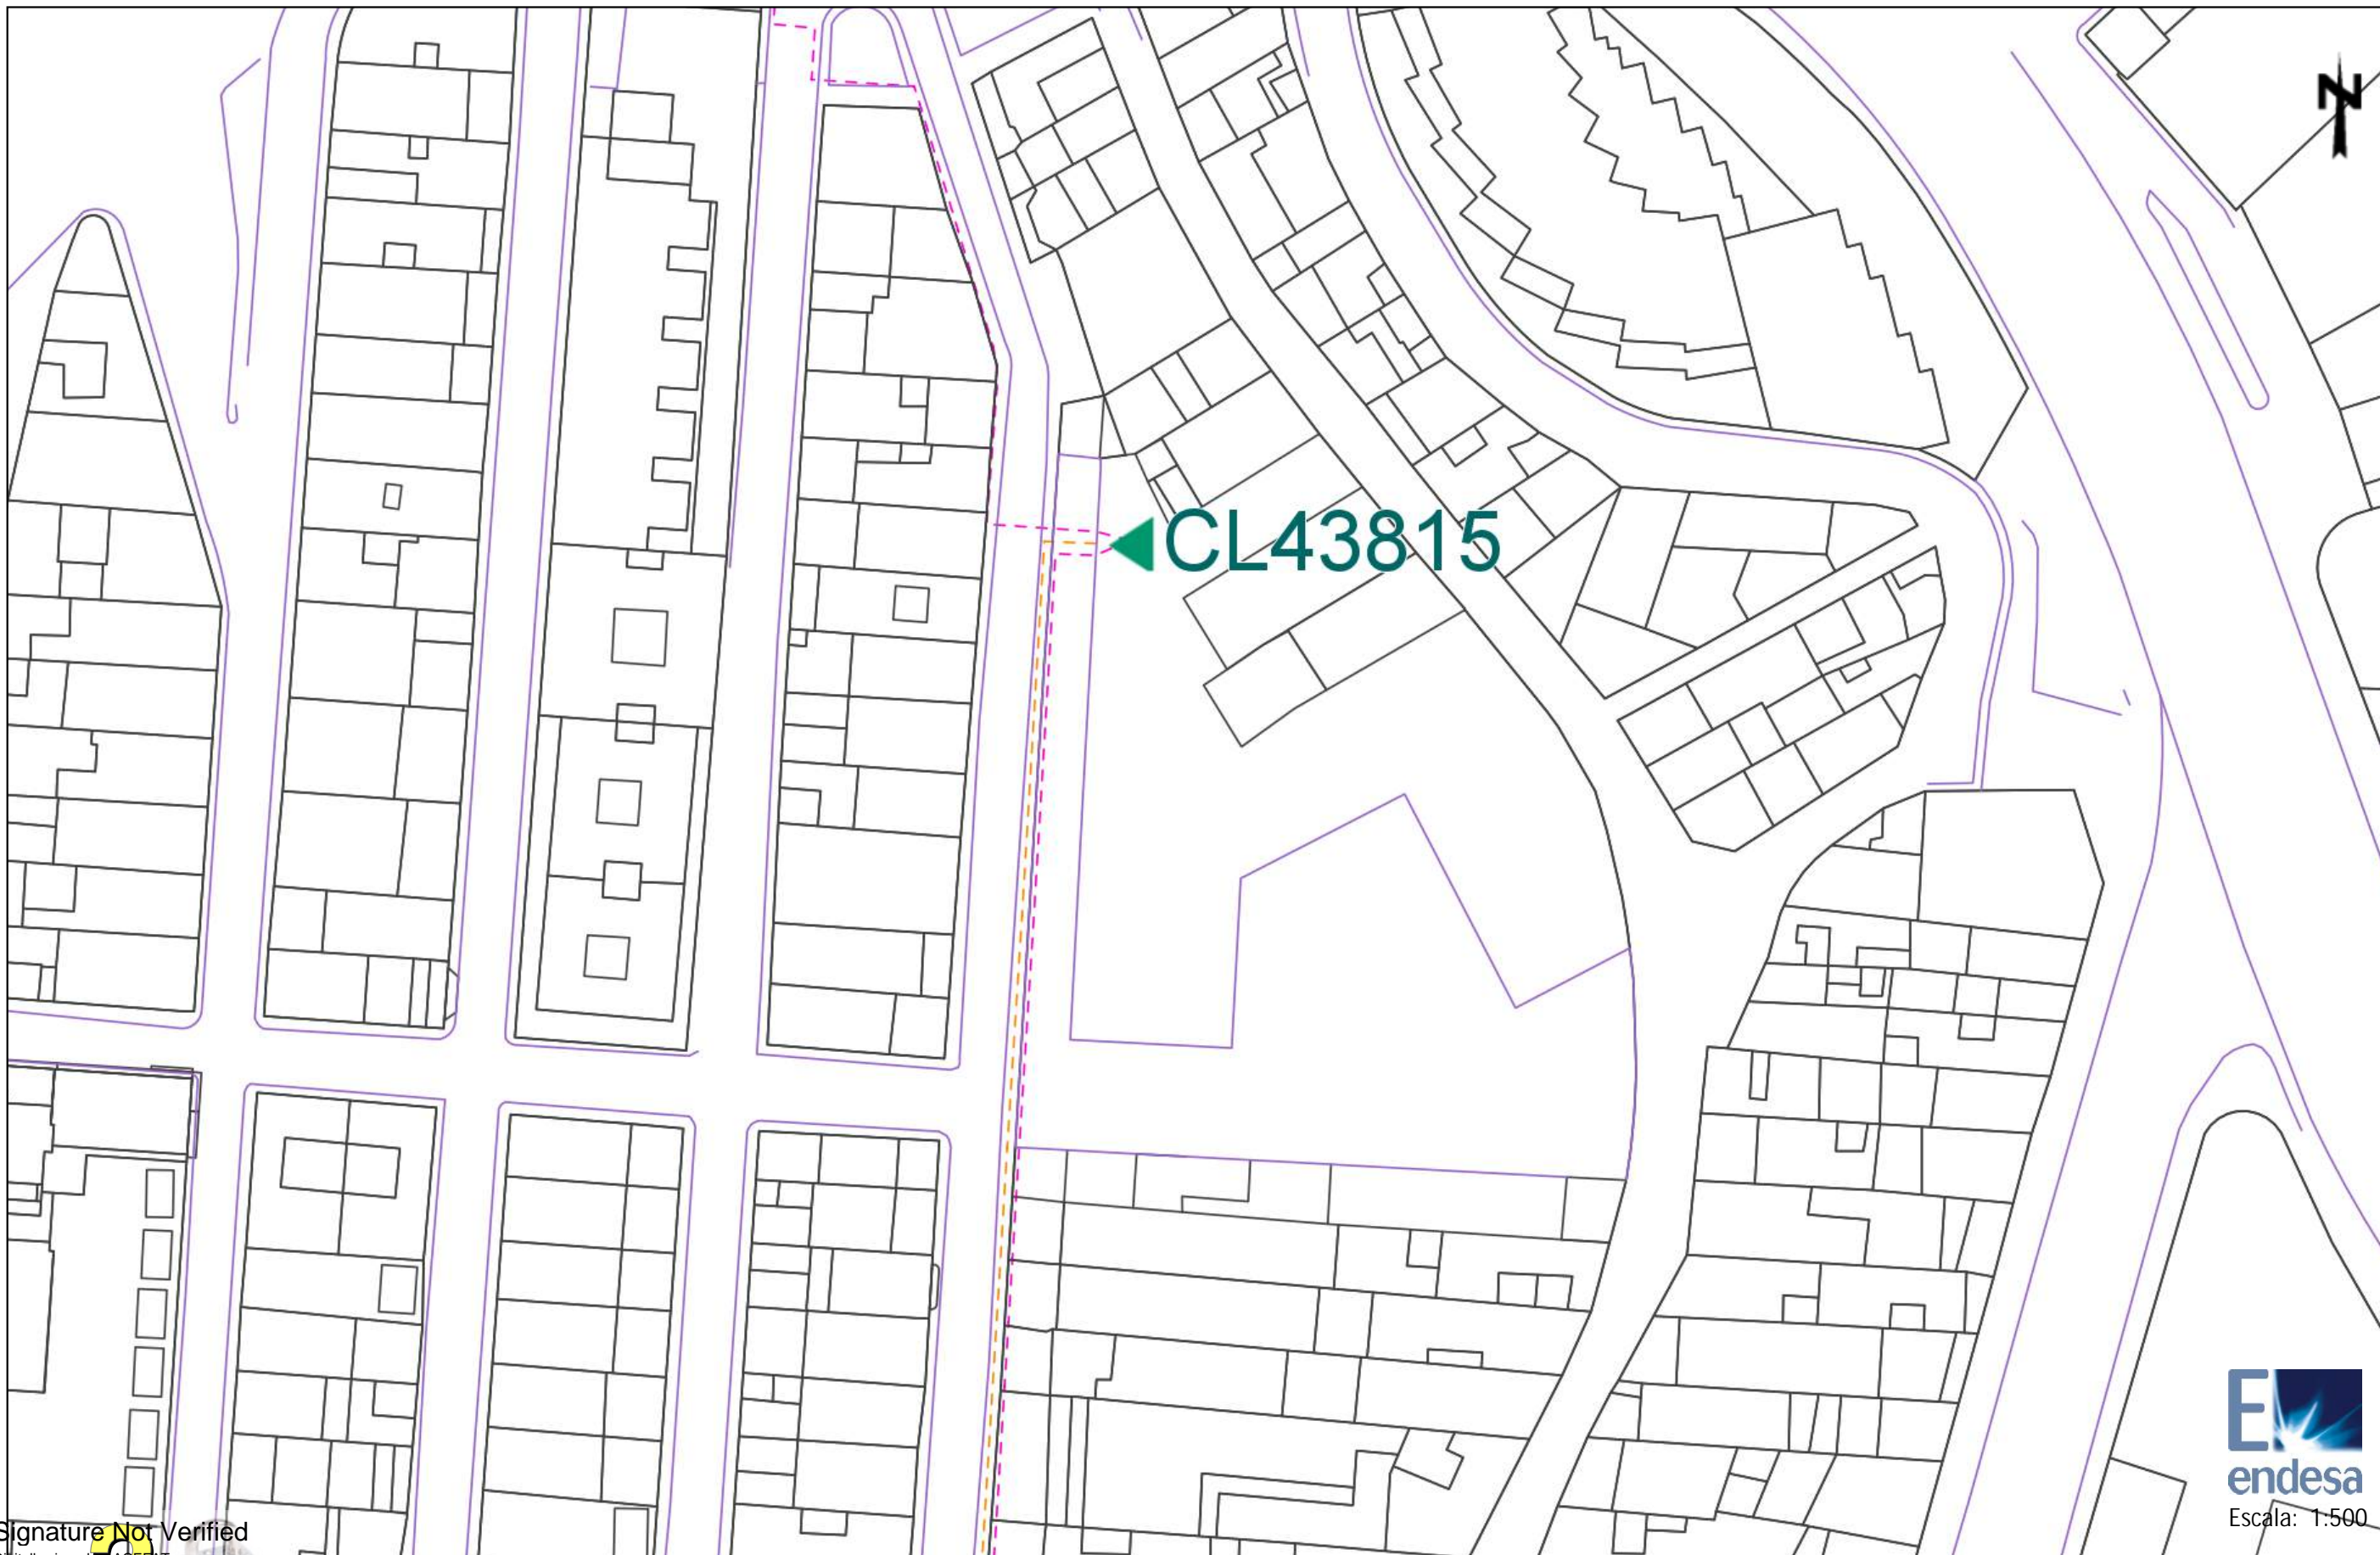 N
CL43815
E
endesa
Escala: 1:500
Signature Not Verified